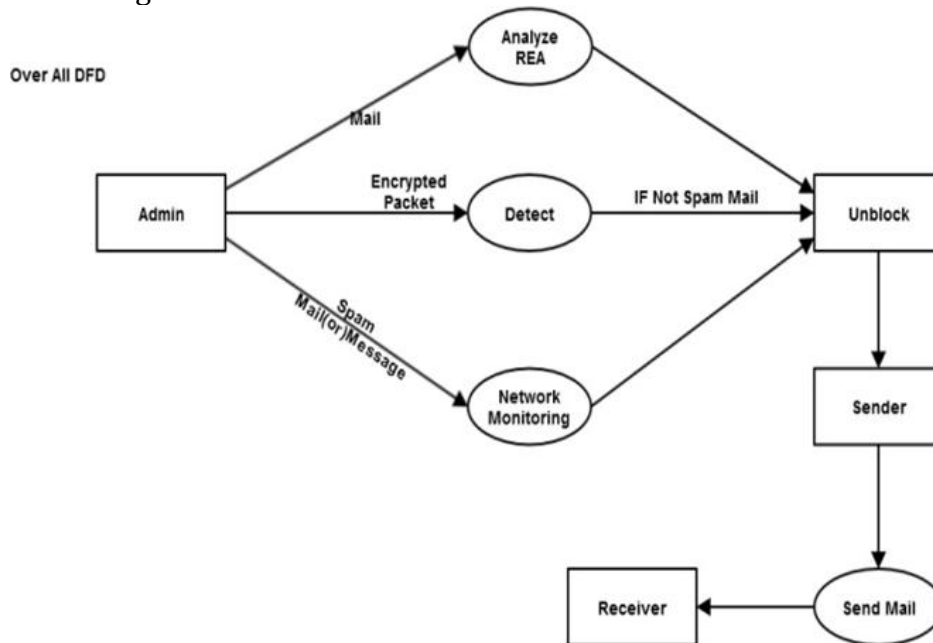 Analyze
REA
Over All DFD
Mail
Encrypted
Packet
IF Not Spam Mail
Admin
Detect
Unblock
Spam
Mail(or)Message
Network
Monitoring
Sender
Receiver
Send Mail